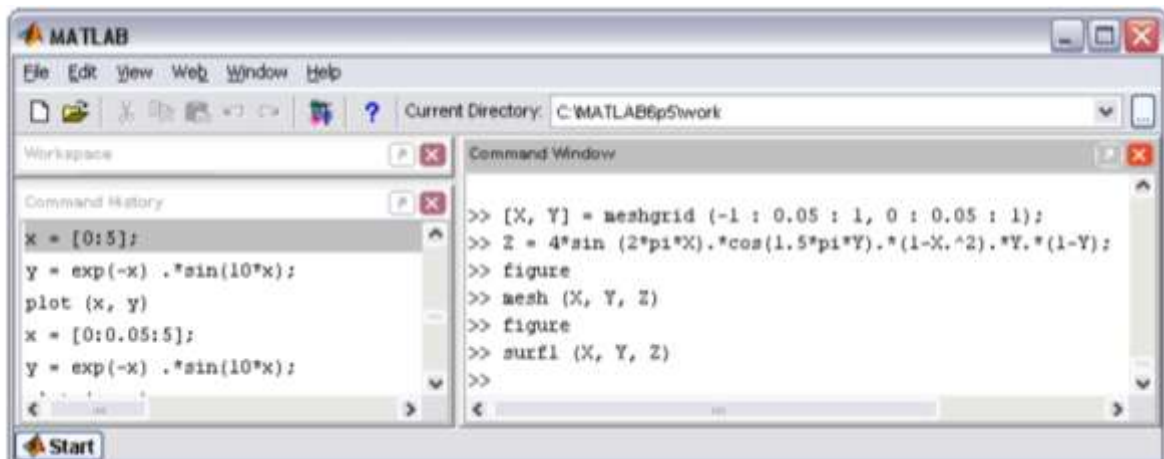 MATLAB
File Edit View Web Window Help
? Current Directory: C:\MATLAB6p5\work ...
Workspace
Command History
x = [0:5];
y = exp(-x) .*sin(10*x);
plot (x, y)
x = [0:0.05:5];
y = exp(-x) .*sin(10*x);
Command Window
>> [X, Y] = meshgrid (-1 : 0.05 : 1, 0 : 0.05 : 1);
>> Z = 4*sin (2*pi*X).*cos(1.5*pi*Y).*(1-X.^2).*Y.*(1-Y);
>> figure
>> mesh (X, Y, Z)
>> figure
>> surfl (X, Y, Z)
>>
Start